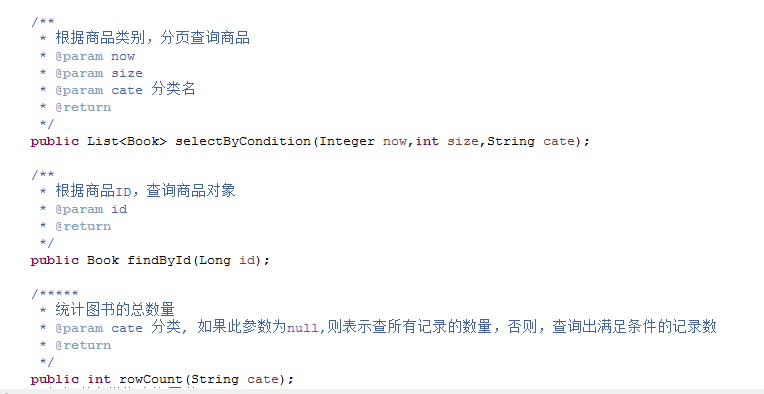 /**
* 根据商品类别，分页查询商品
* @param now
* @param size
* @param cate 分类名
* @return
*/
public List<Book> selectByCondition(Integer now,int size,String cate);
/**
* 根据商品ID，查询商品对象
* @param id
* @return
*/
public Book findById(Long id);
/*****
* 统计图书的总数量
* @param cate 分类, 如果此参数为null,则表示查所有记录的数量，否则，查询出满足条件的记录数
* @return
*/
public int rowCount(String cate);